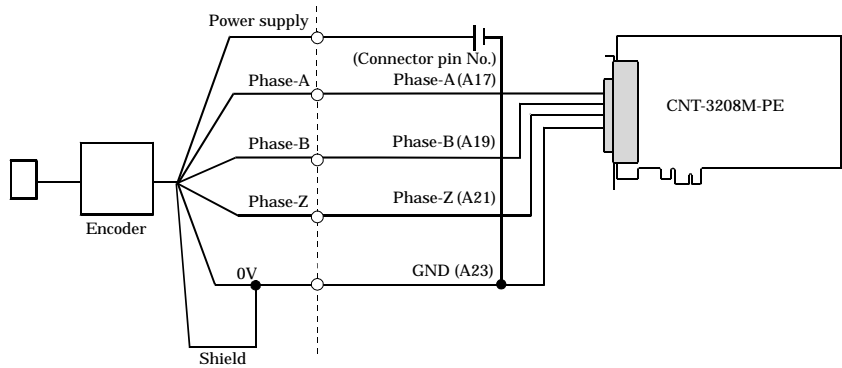 Power supply
(Connector pin No.)
Phase-A
Phase-A (A17)
CNT-3208M-PE
Phase-B
Phase-B (A19)
Phase-Z
Phase-Z (A21)
Encoder
0V
GND (A23)
Shield